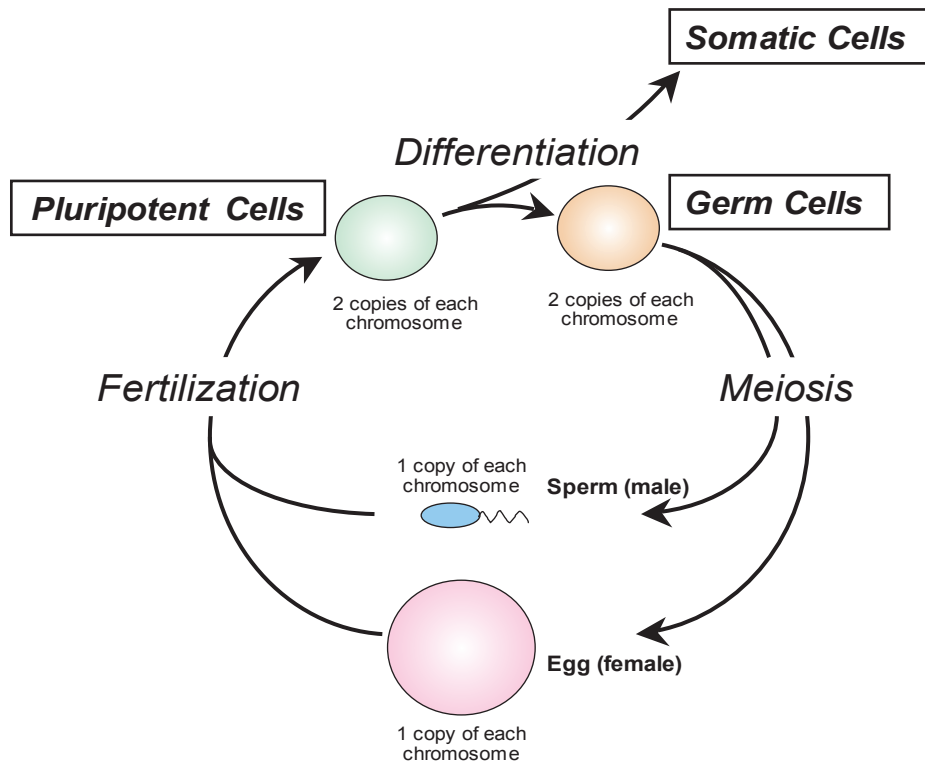 Somatic Cells
Differentiation
Pluripotent Cells
Germ Cells
2 copies of each
chromosome
2 copies of each
chromosome
Fertilization
Meiosis
1 copy of each
chromosome
Sperm (male)
Egg (female)
1 copy of each
chromosome